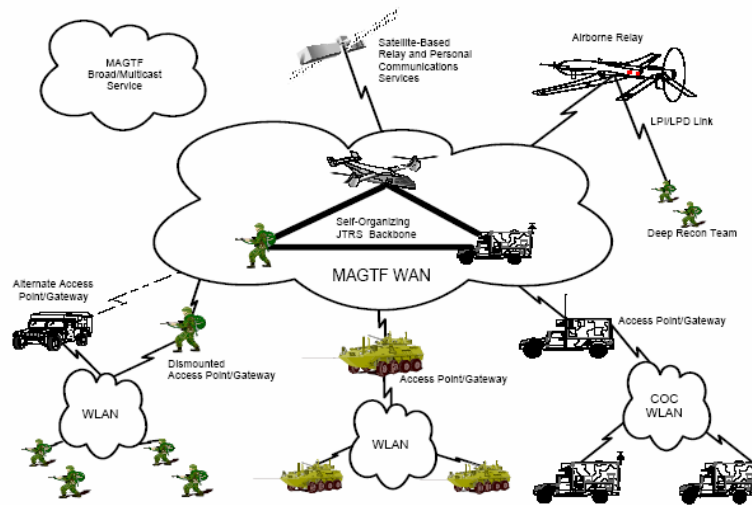 MAGTF
Broad/Multicast
Service
Satellite-Based
Relay and Personal
Communications
Services
Airborne Relay
LPI/LPD Link
Deep Recon Team
Self-Organizing
JTRS Backbone
MAGTF WAN
Alternate Access
Point/Gateway
Dismounted
Access Point/Gateway
Access Point/Gateway
Access Point/Gateway
WLAN
WLAN
COC
WLAN